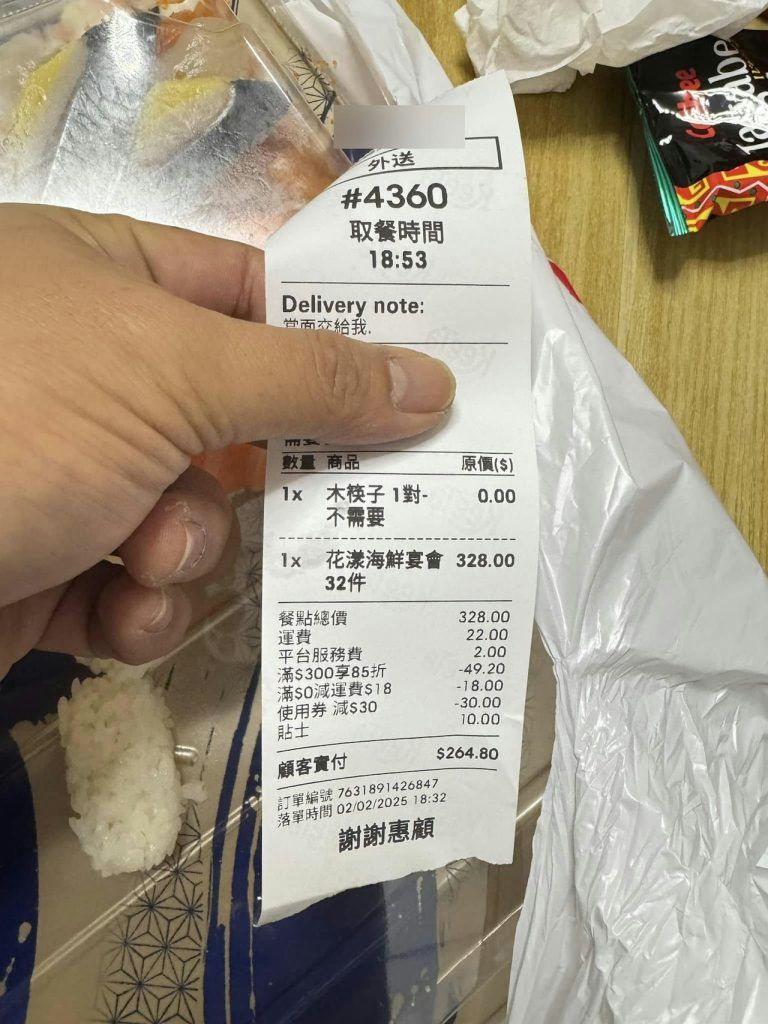 外送
#4360
取餐時間
18:53
Delivery note:
當面交給我.
需要
數量 商品 原價($)
1x 木筷子 1對- 0.00
不需要
1x 花漾海鮮宴會 328.00
32件
餐點總價 328.00
運費 22.00
平台服務費 2.00
滿$300享85折 -49.20
滿$0減運費$18 -18.00
使用券 減$30 -30.00
貼士 10.00
顧客實付 $264.80
訂單編號 7631891426847
落單時間 02/02/2025 18:32
謝謝惠顧
coffee